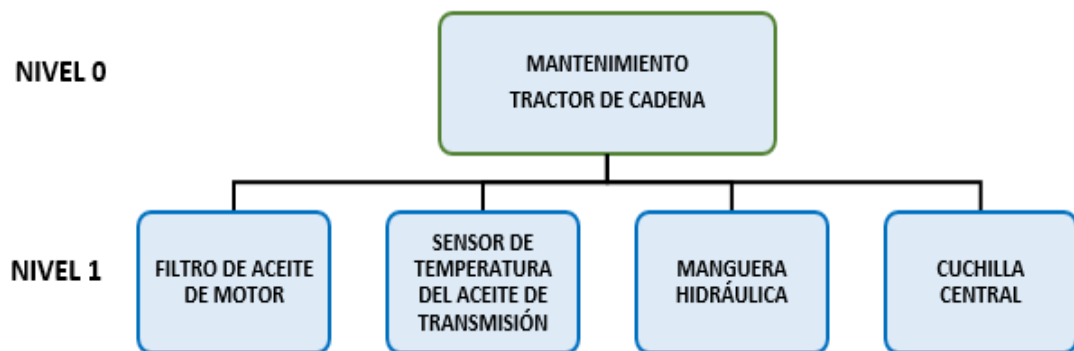 NIVEL 0
MANTENIMIENTO
TRACTOR DE CADENA
NIVEL 1
FILTRO DE ACEITE
DE MOTOR
SENSOR DE
TEMPERATURA
DEL ACEITE DE
TRANSMISIÓN
MANGUERA
HIDRÁULICA
CUCHILLA
CENTRAL